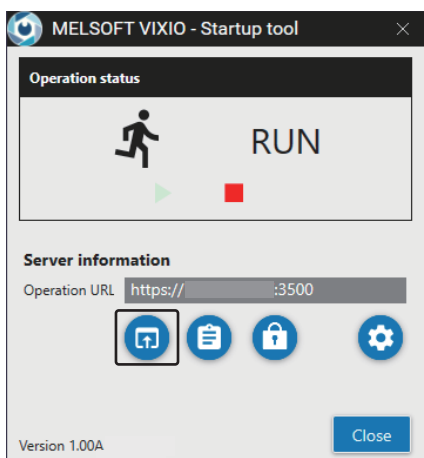 MELSOFT VIXIO - Startup tool
Operation status
RUN
Server information
Operation URL https:// :3500
Version 1.00A
Close